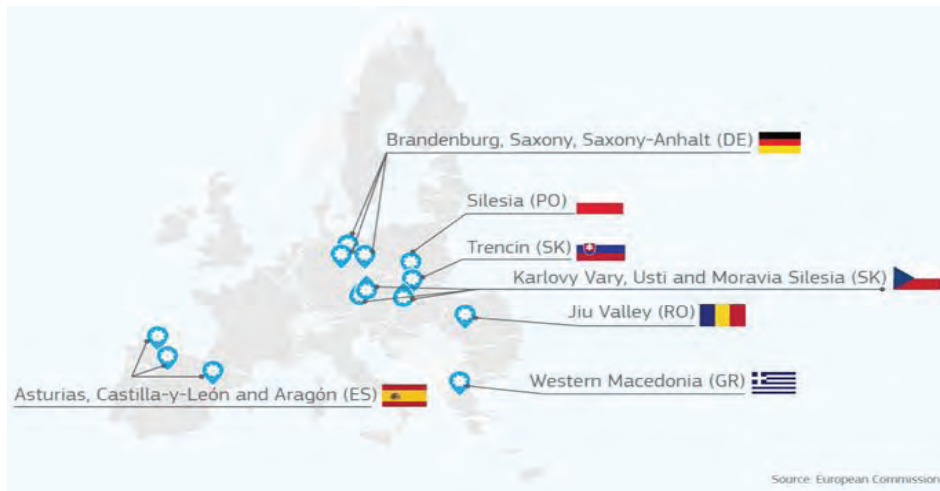 Brandenburg, Saxony, Saxony-Anhalt (DE)
Silesia (PO)
Trencin (SK)
Karlovy Vary, Usti and Moravia Silesia (SK)
Jiu Valley (RO)
Western Macedonia (GR)
Asturias, Castilla-y-León and Aragón (ES)
Source: European Commission